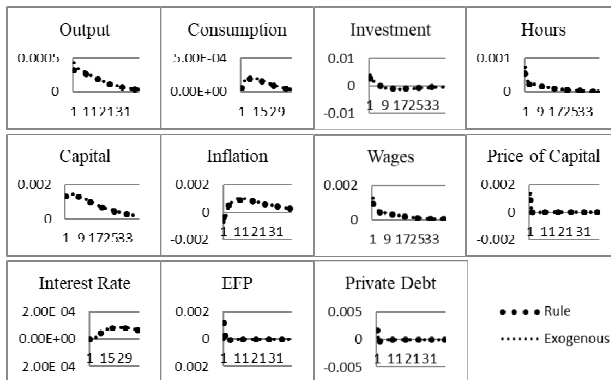 Output
0.0005
0
1 112131
Consumption
5.00E-04
0.00E+00
1 1529
Investment
0.01
0
-0.01
1 9 172533
Hours
0.001
0
1 9 172533
Capital
0.002
0
1 9 172533
Inflation
0.002
0
-0.002
1 112131
Wages
0.002
0
1 9 172533
Price of Capital
0.002
0
-0.002
1 11 21 31
Interest Rate
2.00E 04
0.00E+00
2.00E 04
1 1529
EFP
0.002
0
0.002
1 112131
Private Debt
0.005
0
-0.005
1 112131
Rule
Exogenous